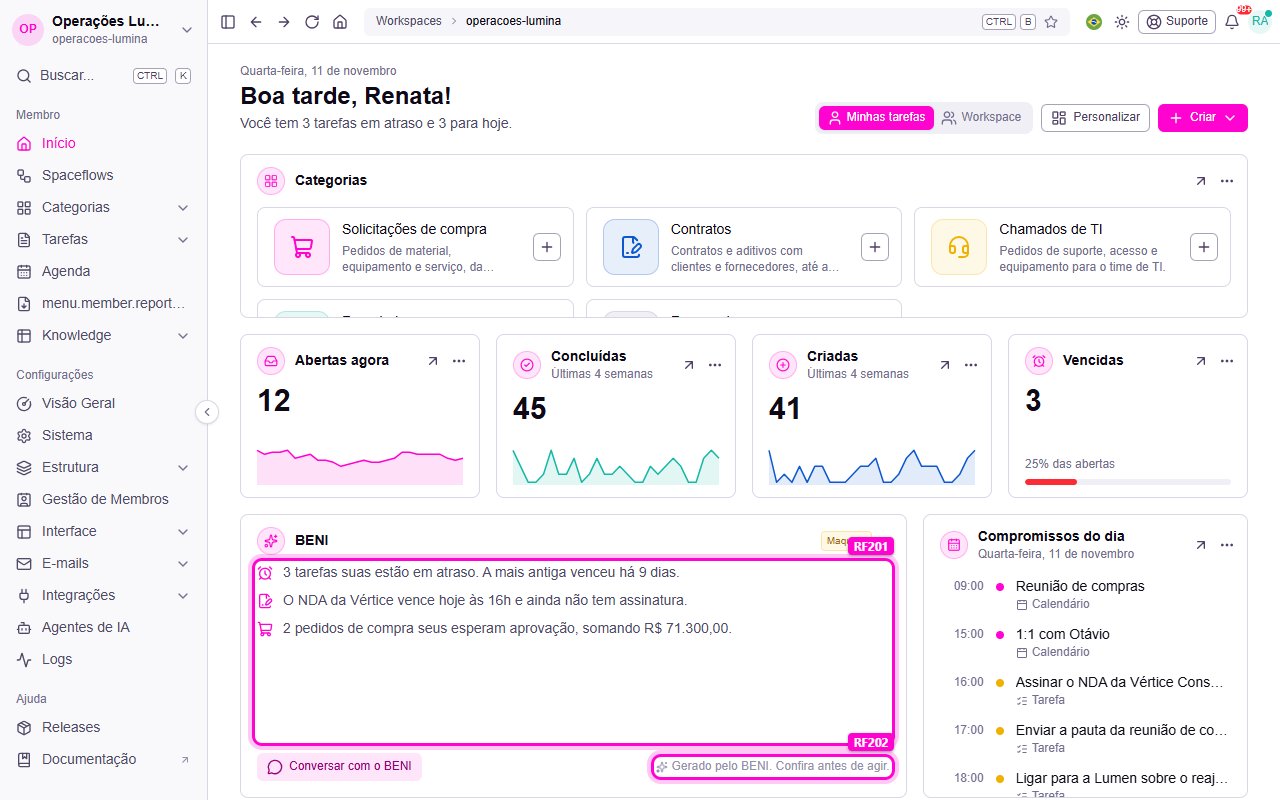 OP
Operações Lu...
operacoes-lumina
Buscar... CTRL K
Membro
Início
Spaceflows
Categorias
Tarefas
Agenda
menu.member.report...
Knowledge
Configurações
Visão Geral
Sistema
Estrutura
Gestão de Membros
Interface
E-mails
Integrações
Agentes de IA
Logs
Ajuda
Releases
Documentação
Workspaces > operacoes-lumina CTRL B
Suporte 99+ RA
Quarta-feira, 11 de novembro
Boa tarde, Renata!
Você tem 3 tarefas em atraso e 3 para hoje.
Minhas tarefas Workspace Personalizar + Criar
Categorias
Solicitações de compra
Pedidos de material,
equipamento e serviço, da...
Contratos
Contratos e aditivos com
clientes e fornecedores, até a...
Chamados de TI
Pedidos de suporte, acesso e
equipamento para o time de TI.
Abertas agora
12
Concluídas
Últimas 4 semanas
45
Criadas
Últimas 4 semanas
41
Vencidas
3
25% das abertas
BENI
RF201
3 tarefas suas estão em atraso. A mais antiga venceu há 9 dias.
O NDA da Vértice vence hoje às 16h e ainda não tem assinatura.
2 pedidos de compra seus esperam aprovação, somando R$ 71.300,00.
RF202
Conversar com o BENI
Gerado pelo BENI. Confira antes de agir.
Compromissos do dia
Quarta-feira, 11 de novembro
09:00 Reunião de compras
Calendário
15:00 1:1 com Otávio
Calendário
16:00 Assinar o NDA da Vértice Cons...
Tarefa
17:00 Enviar a pauta da reunião de co...
Tarefa
18:00 Ligar para a Lumen sobre o reaj...
Tarefa